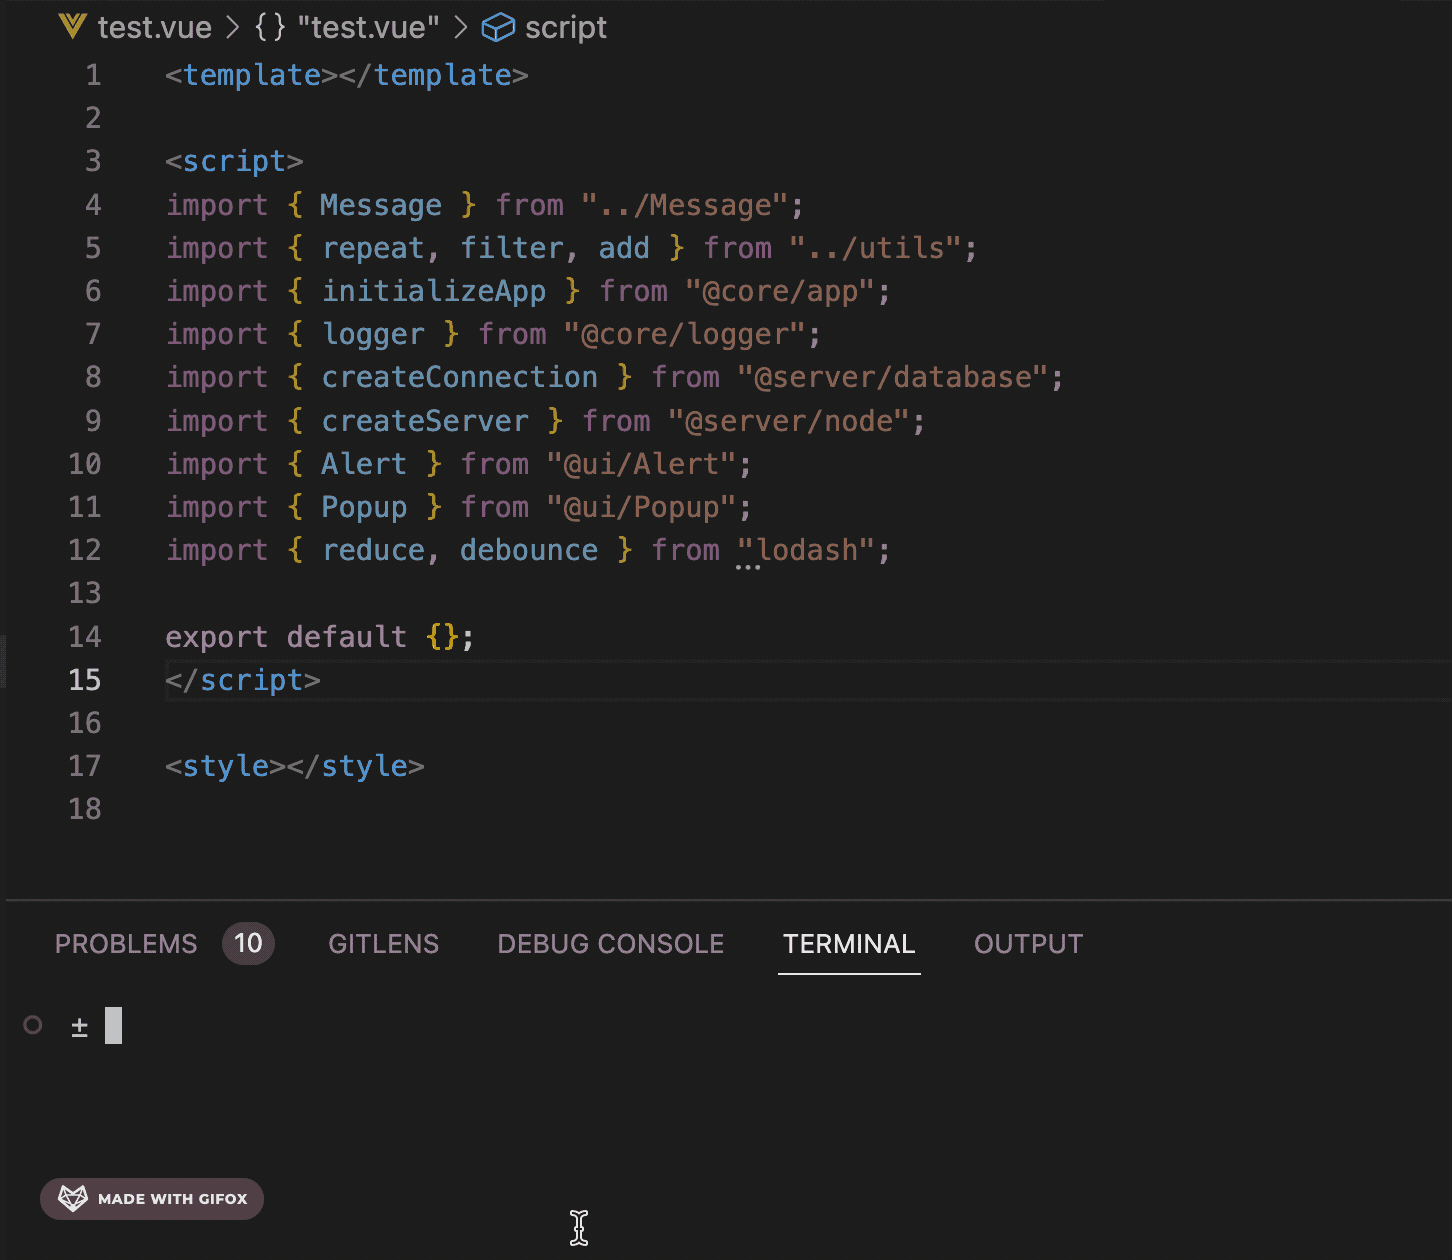 test.vue > {} "test.vue" > script
1 <template></template>
2
3 <script>
4 import { Message } from "../Message";
5 import { repeat, filter, add } from "../utils";
6 import { initializeApp } from "@core/app";
7 import { logger } from "@core/logger";
8 import { createConnection } from "@server/database";
9 import { createServer } from "@server/node";
10 import { Alert } from "@ui/Alert";
11 import { Popup } from "@ui/Popup";
12 import { reduce, debounce } from "lodash";
13
14 export default {};
15 </script>
16
17 <style></style>
18
PROBLEMS 10 GITLENS DEBUG CONSOLE TERMINAL OUTPUT
±
MADE WITH GIFOX